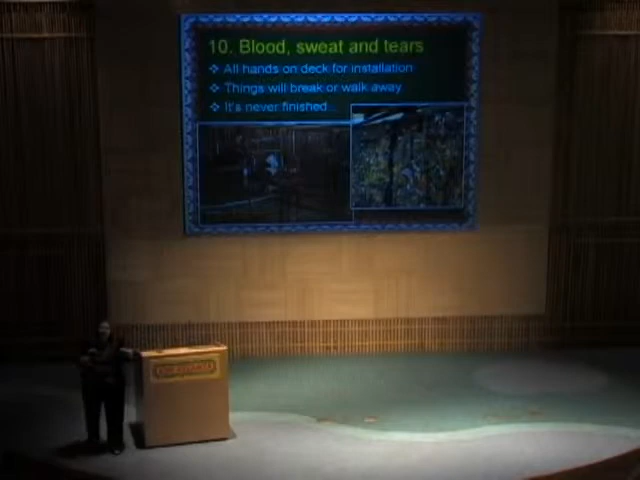 10. Blood, sweat and tears
❖ All hands on deck for installation
❖ Things will break or walk away
❖ It's never finished...